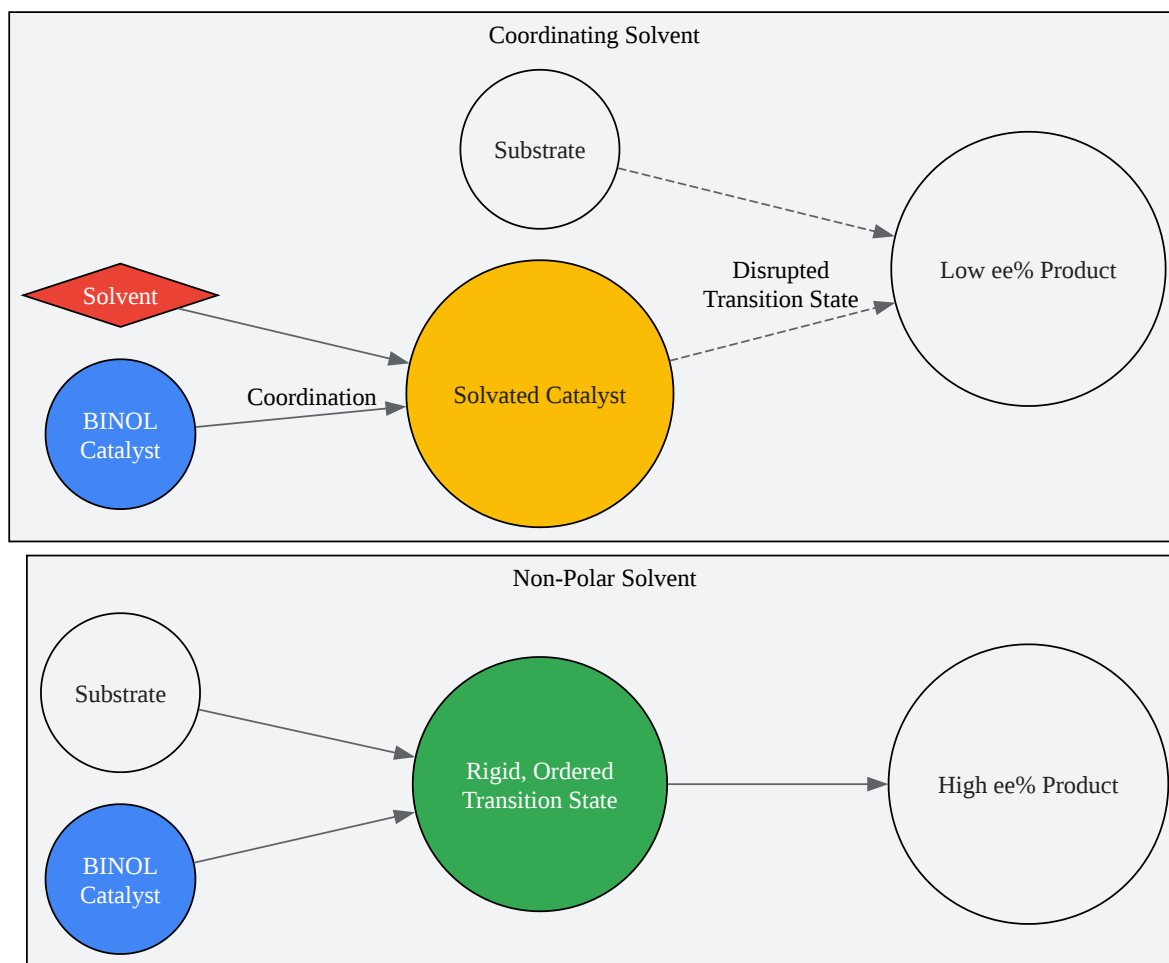 Coordinating Solvent
Substrate
Solvent
BINOL
Catalyst
Coordination
Solvated Catalyst
Disrupted
Transition State
Low ee% Product
Non-Polar Solvent
Substrate
BINOL
Catalyst
Rigid, Ordered
Transition State
High ee% Product